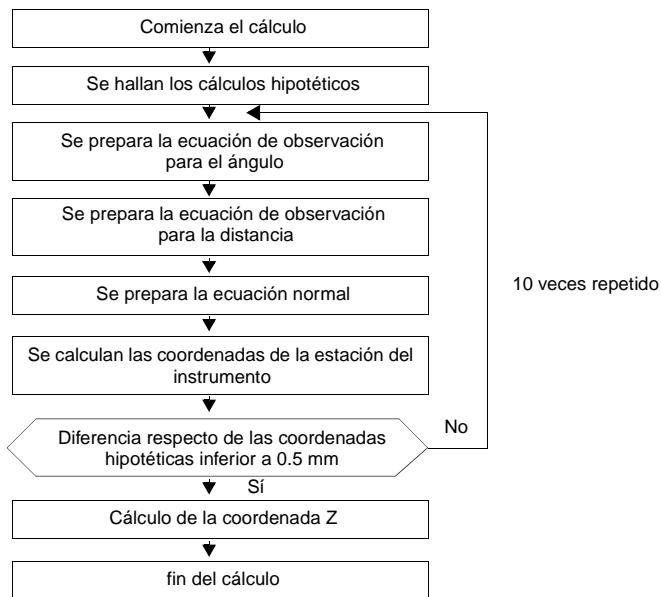 Comienza el cálculo
Se hallan los cálculos hipotéticos
Se prepara la ecuación de observación
para el ángulo
Se prepara la ecuación de observación
para la distancia
10 veces repetido
Se prepara la ecuación normal
Se calculan las coordenadas de la estación del
instrumento
No
Diferencia respecto de las coordenadas
hipotéticas inferior a 0.5 mm
Sí
Cálculo de la coordenada Z
fin del cálculo